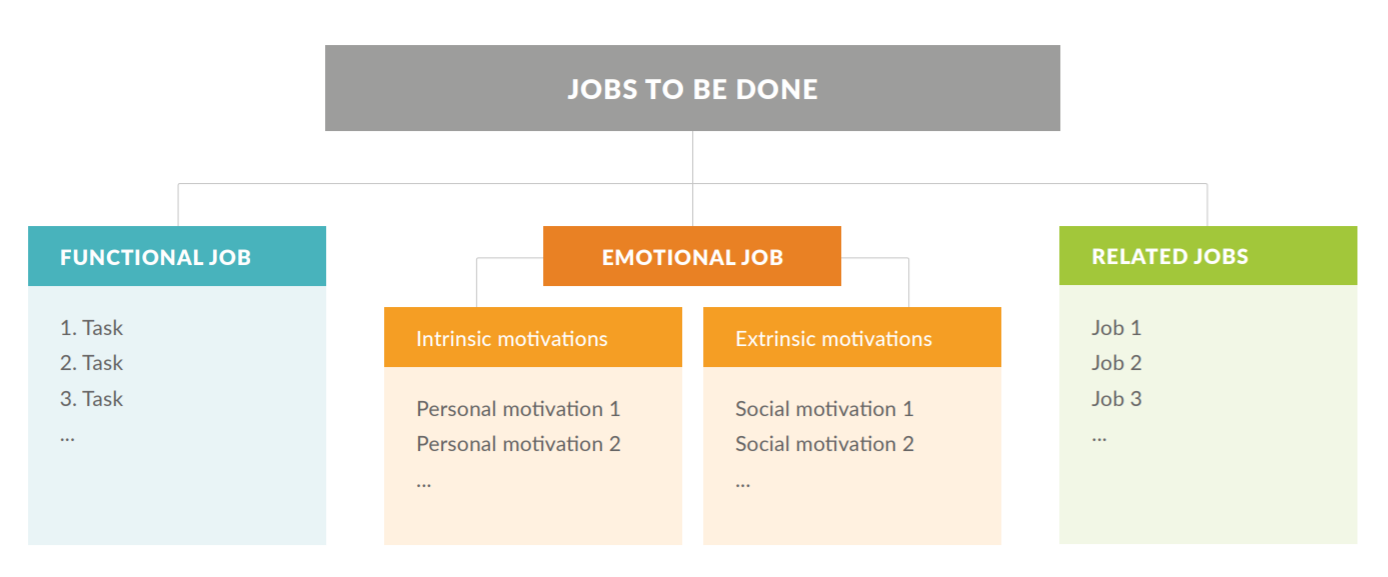 JOBS TO BE DONE
FUNCTIONAL JOB
1. Task
2. Task
3. Task
...
EMOTIONAL JOB
Intrinsic motivations
Personal motivation 1
Personal motivation 2
...
Extrinsic motivations
Social motivation 1
Social motivation 2
...
RELATED JOBS
Job 1
Job 2
Job 3
...